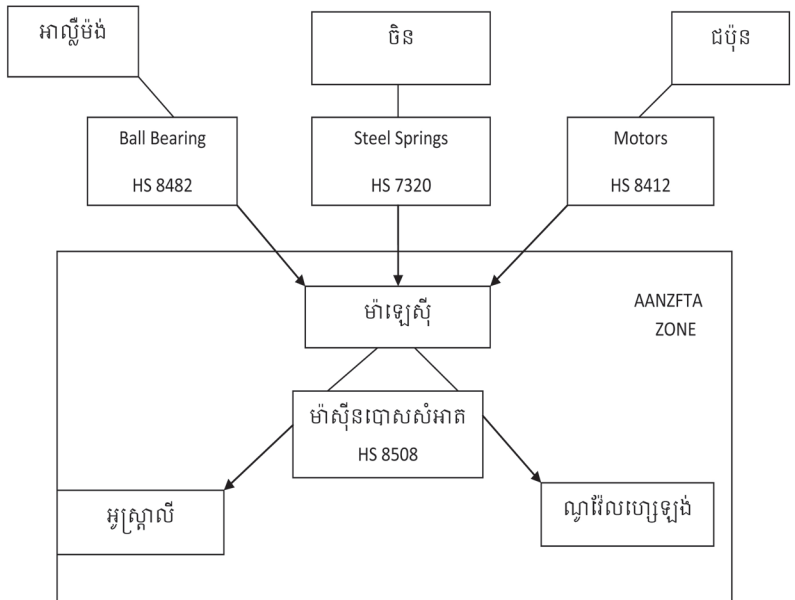 អាល្លឺម៉ង់
ចិន
ជប៉ុន
Ball Bearing
HS 8482
Steel Springs
HS 7320
Motors
HS 8412
ម៉ាឡេស៊ី
AANZFTA
ZONE
ម៉ាស៊ីនបោសសំអាត
HS 8508
អូស្ត្រាលី
ណូវ៉ែលហ្សេឡង់